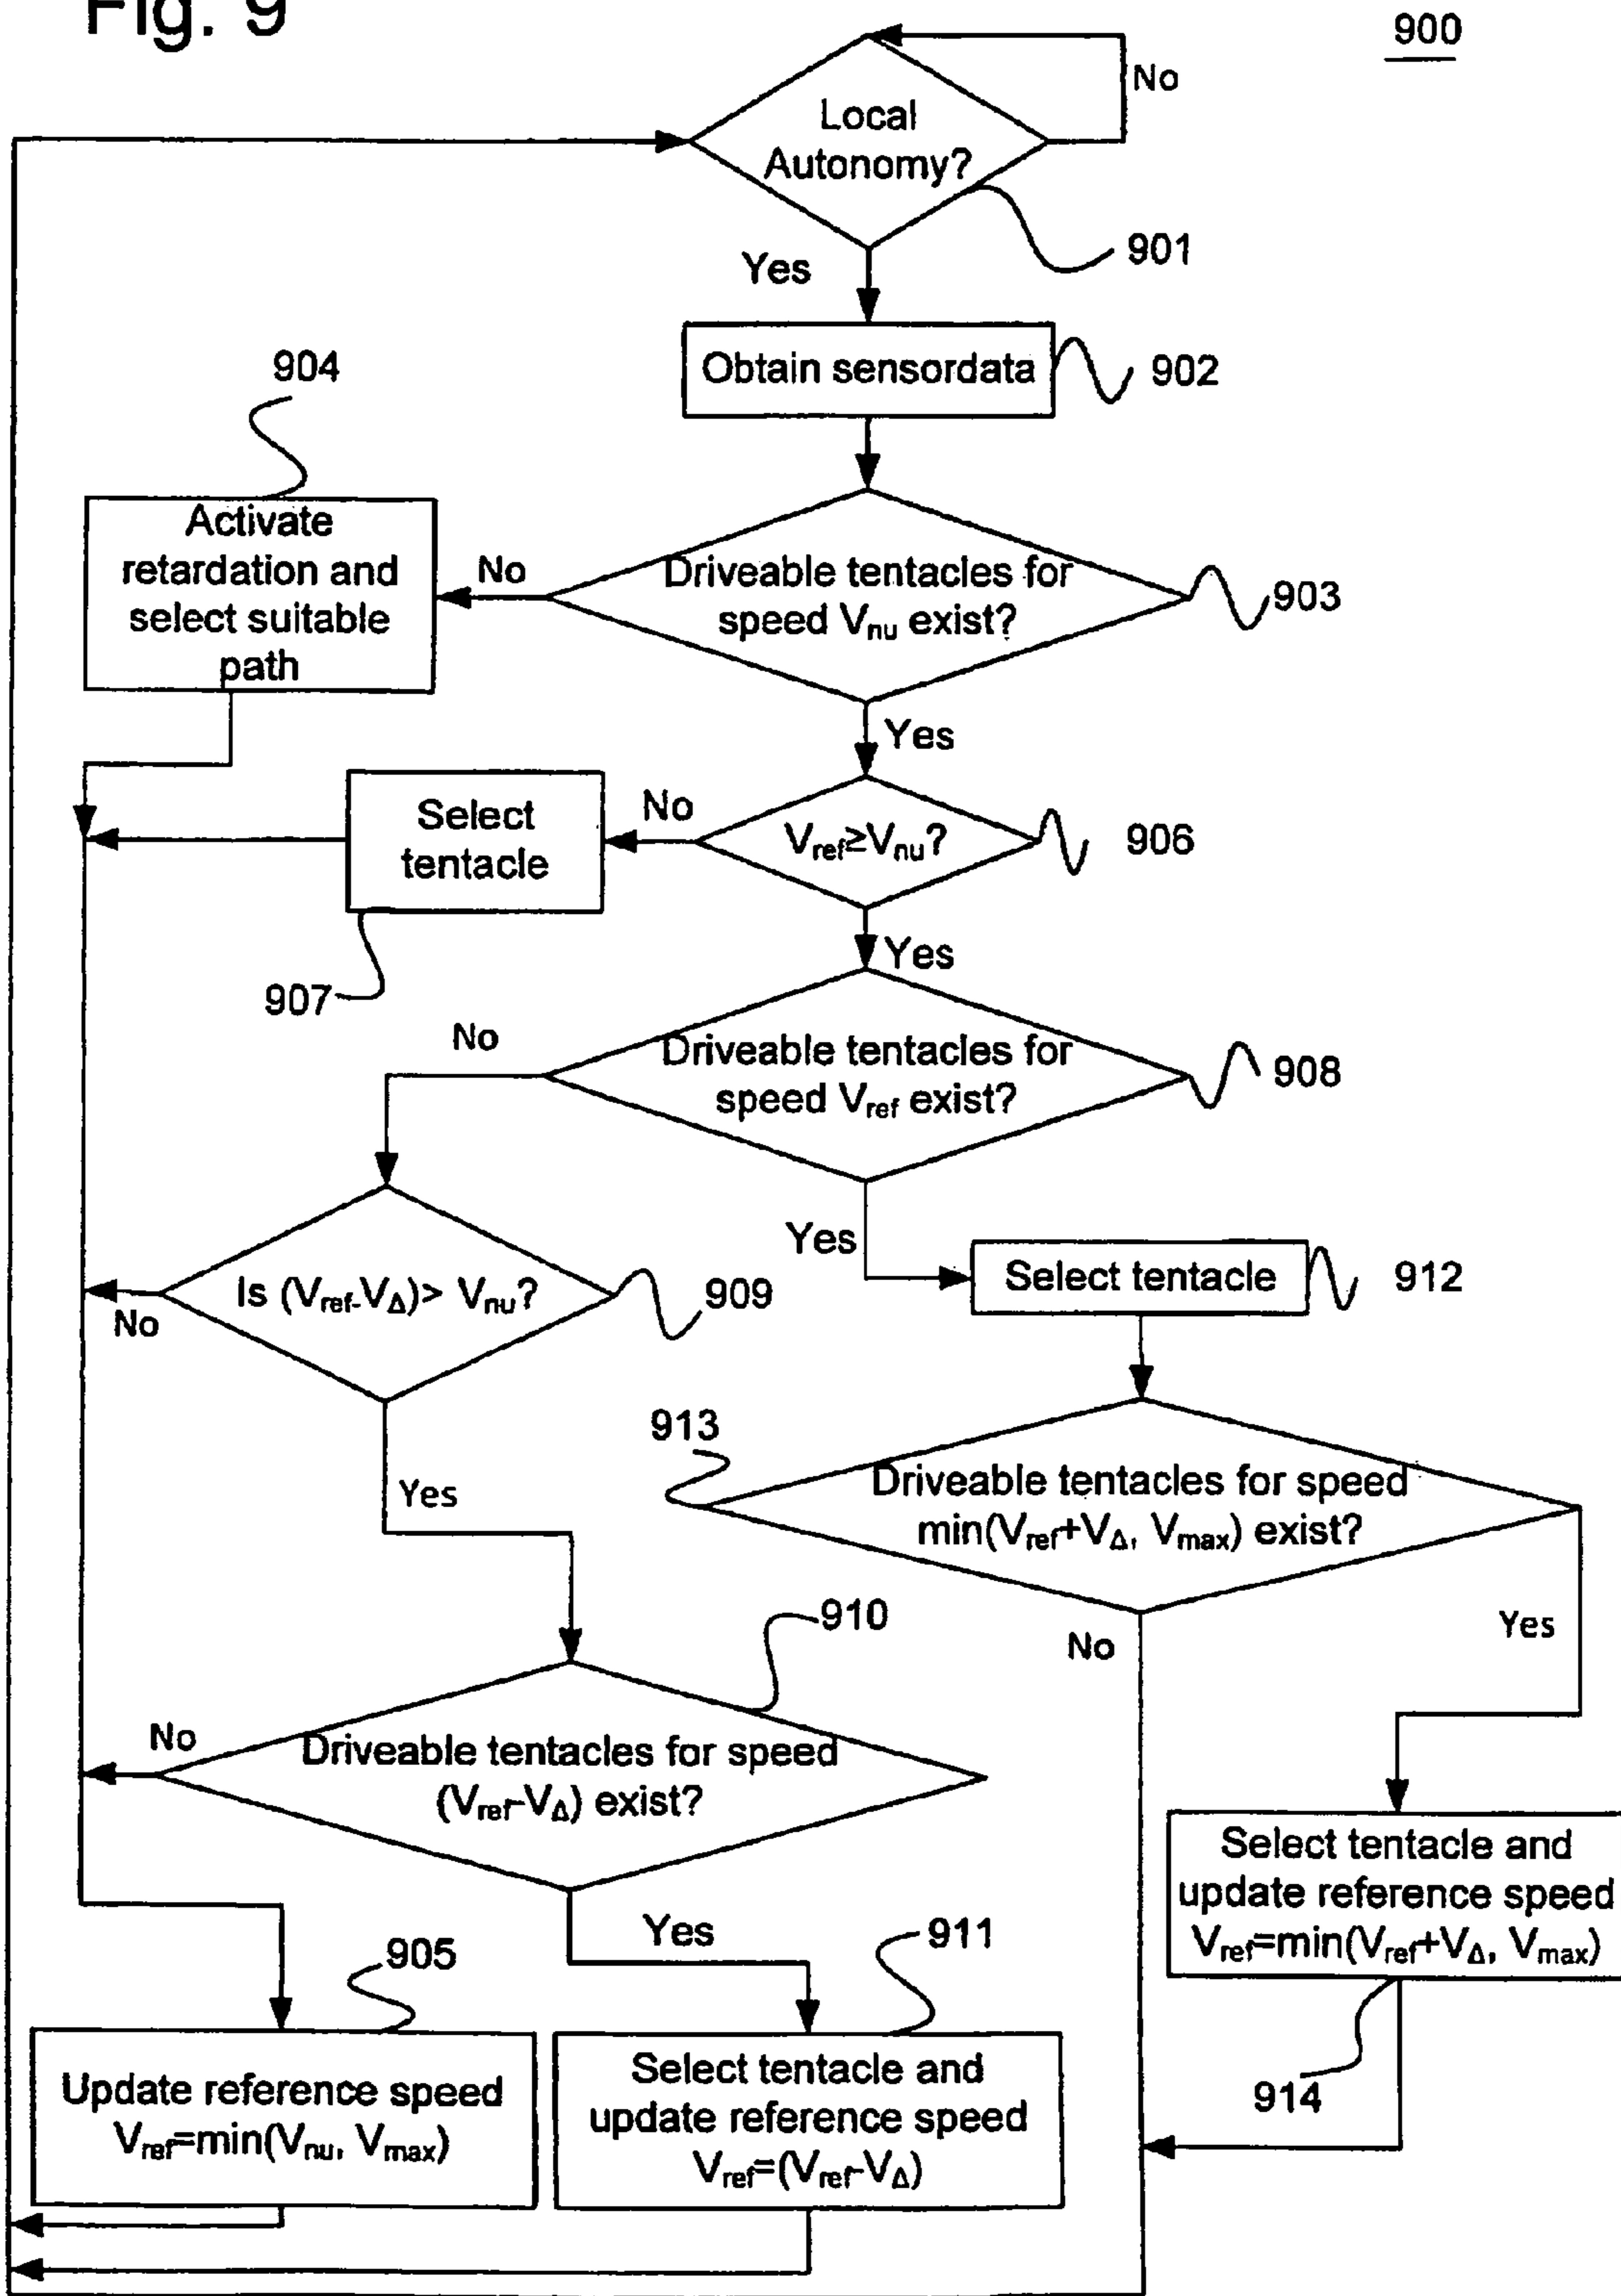 Fig. 9
900
No
Local
Autonomy?
901
Yes
Obtain sensordata
902
904
Activate
retardation and
select suitable
path
No
Driveable tentacles for
speed Vnu exist?
903
Yes
Select
tentacle
No
Vref≥Vnu?
906
907
Yes
No
Driveable tentacles for
speed Vref exist?
908
Yes
Select tentacle
912
Is (Vref-VΔ)> Vnu?
909
No
913
Yes
Driveable tentacles for speed
min(Vref+VΔ, Vmax) exist?
910
No
Yes
No
Driveable tentacles for speed
(Vref-VΔ) exist?
Select tentacle and
update reference speed
Vref=min(Vref+VΔ, Vmax)
Yes
905
911
Update reference speed
Vref=min(Vnu, Vmax)
Select tentacle and
update reference speed
Vref=(Vref-VΔ)
914